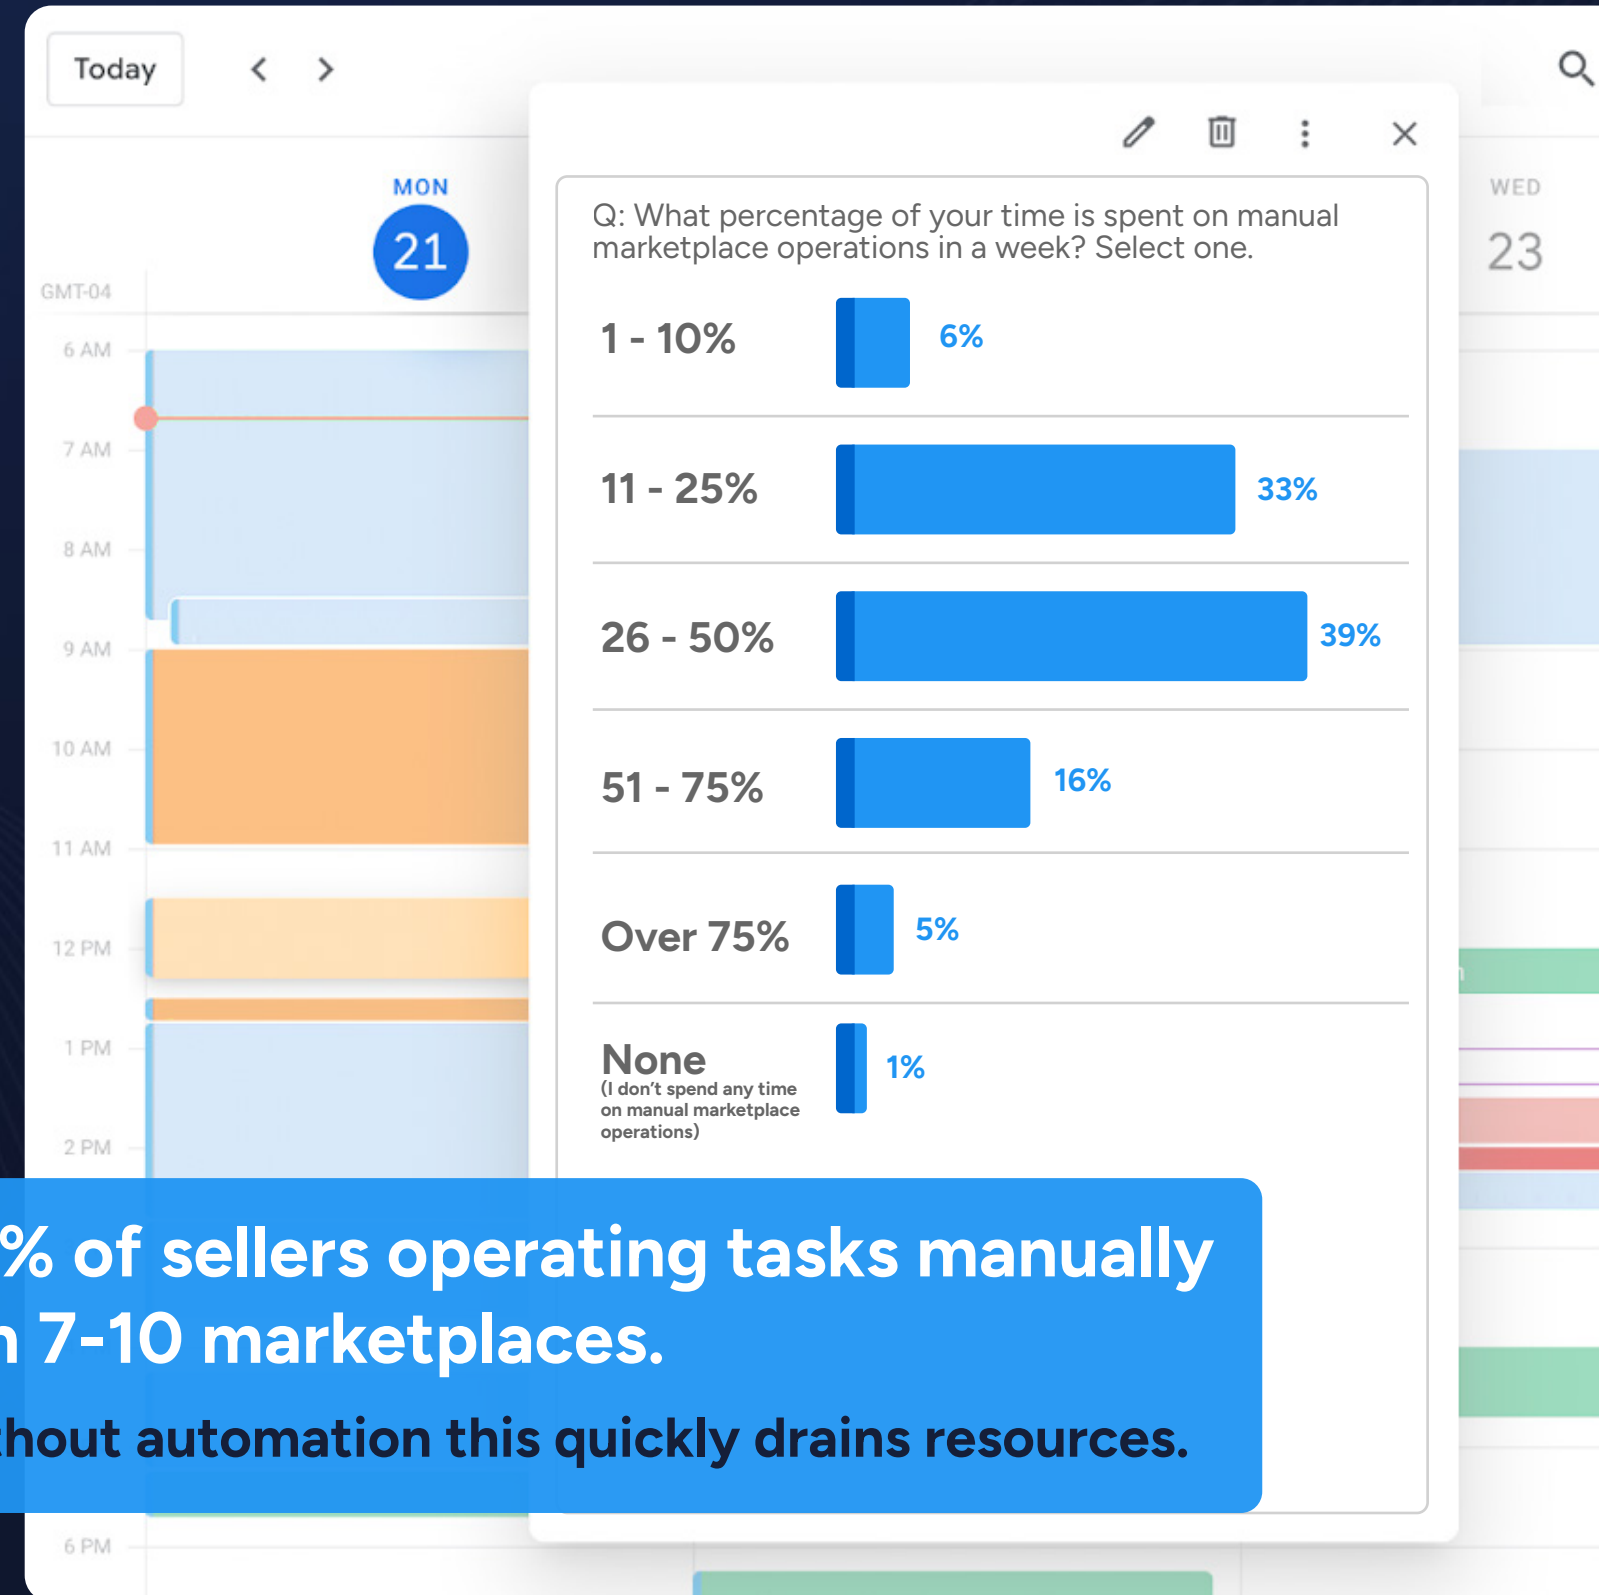 Today
MON
21
WED
23
GMT-04
6 AM
7 AM
8 AM
9 AM
10 AM
11 AM
12 PM
1 PM
2 PM
6 PM
Q: What percentage of your time is spent on manual
marketplace operations in a week? Select one.
1 - 10%
6%
11 - 25%
33%
26 - 50%
39%
51 - 75%
16%
Over 75%
5%
None
1%
(I don't spend any time
on manual marketplace
operations)
% of sellers operating tasks manually
7-10 marketplaces.
automation this quickly drains resources.